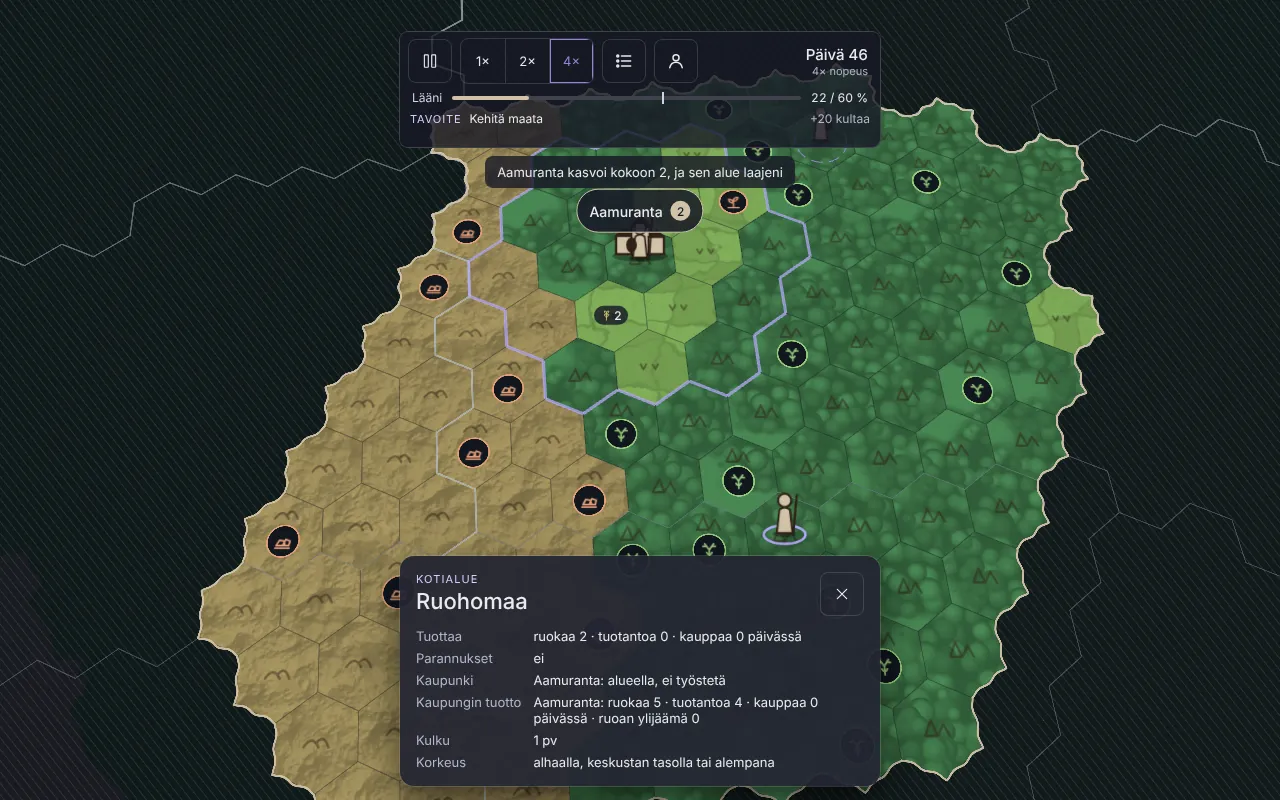 1× 2× 4× Päivä 46
4× nopeus
Lääni 22 / 60 %
TAVOITE Kehitä maata +20 kultaa
Aamuranta kasvoi kokoon 2, ja sen alue laajeni
Aamuranta 2
2
KOTIALUE
Ruohomaa
Tuottaa ruokaa 2 · tuotantoa 0 · kauppaa 0 päivässä
Parannukset ei
Kaupunki Aamuranta: alueella, ei työstetä
Kaupungin tuotto Aamuranta: ruokaa 5 · tuotantoa 4 · kauppaa 0
päivässä · ruoan ylijäämä 0
Kulku 1 pv
Korkeus alhaalla, keskustan tasolla tai alempana